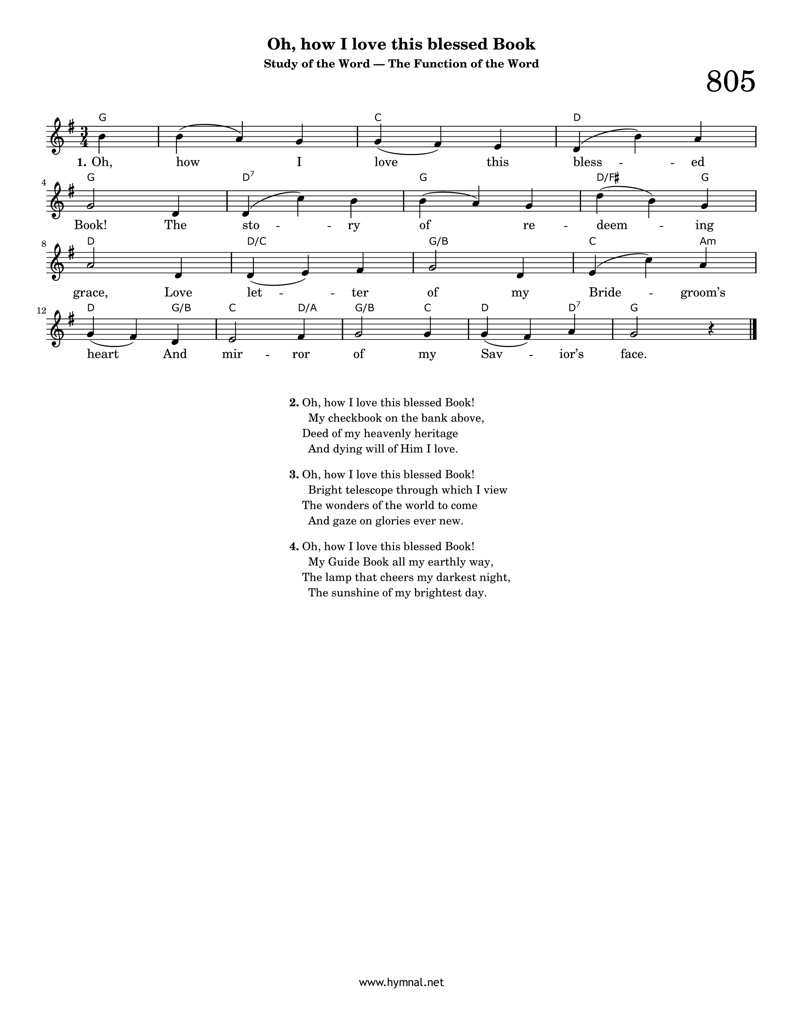 Oh, how I love this blessed Book
Study of the Word — The Function of the Word
805
G C D
3
4
1. Oh, how I love this bless - - ed
4
G D7 G D/F♯ G
Book! The sto - - ry of re - deem - ing
8
D D/C G/B C Am
grace, Love let - - ter of my Bride - groom's
12
D G/B C D/A G/B C D D7 G
heart And mir - ror of my Sav - ior's face.
2. Oh, how I love this blessed Book!
My checkbook on the bank above,
Deed of my heavenly heritage
And dying will of Him I love.
3. Oh, how I love this blessed Book!
Bright telescope through which I view
The wonders of the world to come
And gaze on glories ever new.
4. Oh, how I love this blessed Book!
My Guide Book all my earthly way,
The lamp that cheers my darkest night,
The sunshine of my brightest day.
www.hymnal.net